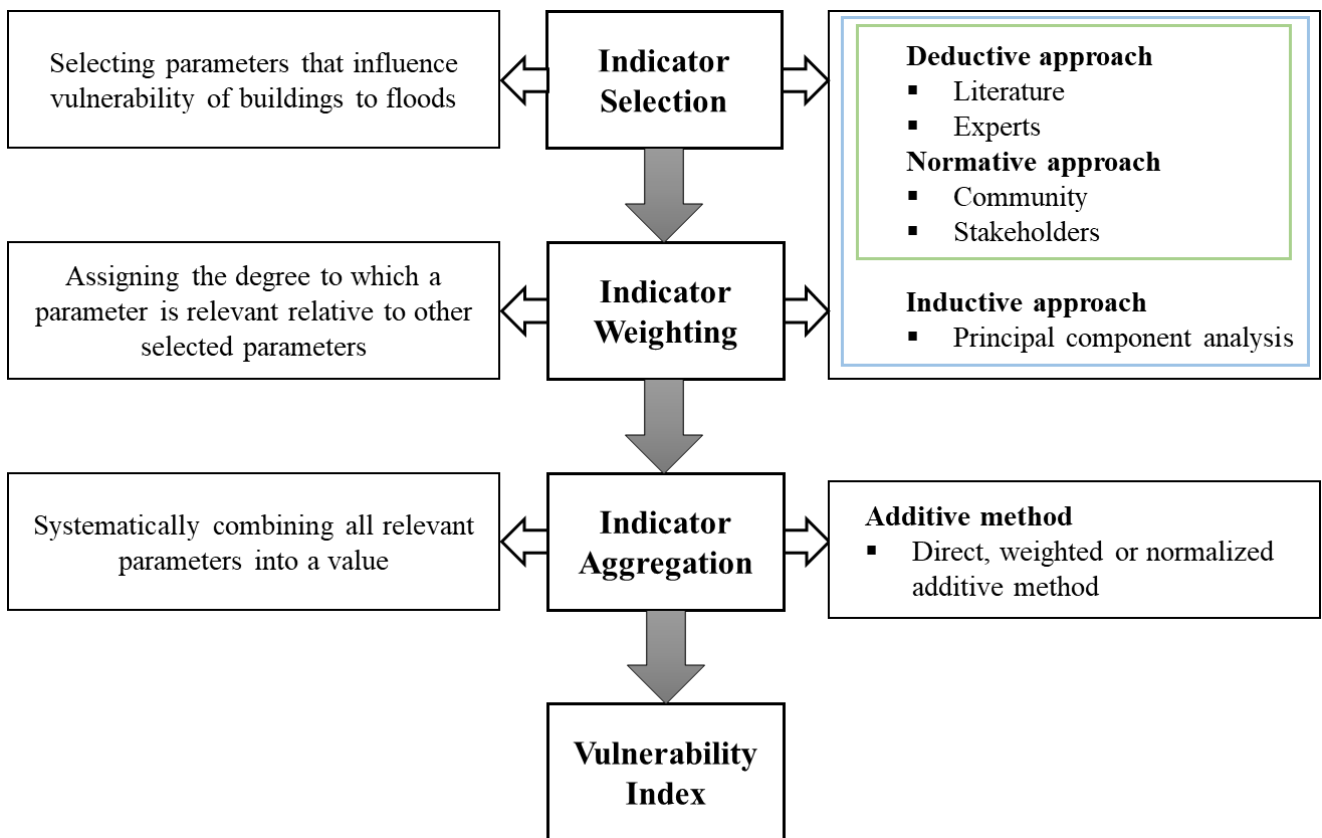 Selecting parameters that influence
vulnerability of buildings to floods
Indicator
Selection
Deductive approach
▪ Literature
▪ Experts
Normative approach
▪ Community
▪ Stakeholders
Assigning the degree to which a
parameter is relevant relative to other
selected parameters
Indicator
Weighting
Inductive approach
▪ Principal component analysis
Systematically combining all relevant
parameters into a value
Indicator
Aggregation
Additive method
▪ Direct, weighted or normalized
additive method
Vulnerability
Index